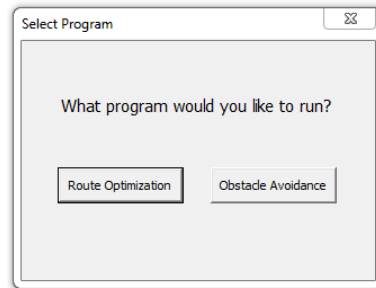 Select Program
What program would you like to run?
Route Optimization
Obstacle Avoidance